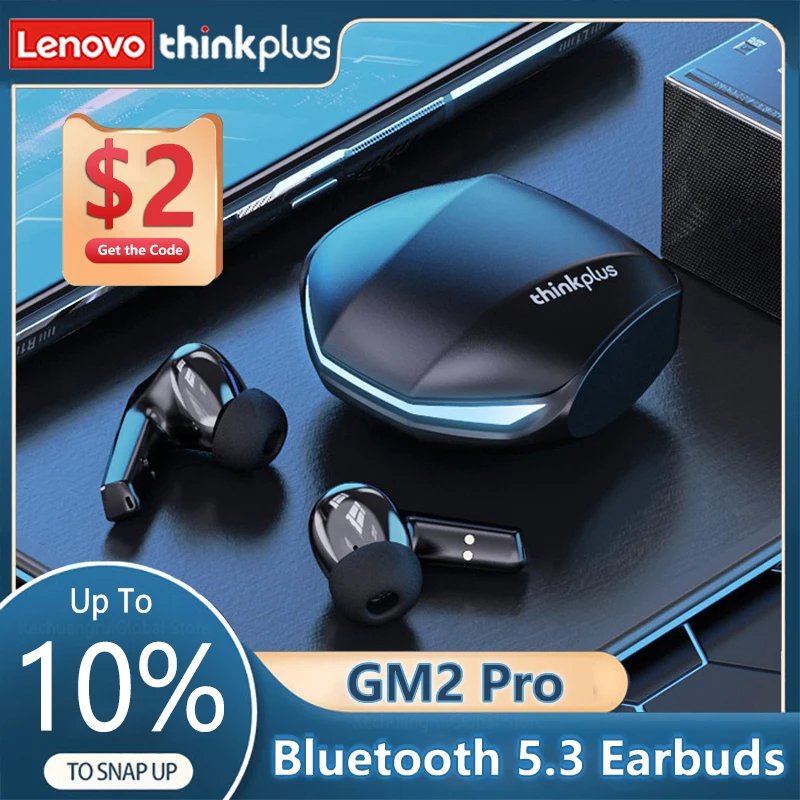 Lenovo thinkplus
$2
Get the Code
thinkplus
Up To
10%
TO SNAP UP
GM2 Pro
Bluetooth 5.3 Earbuds